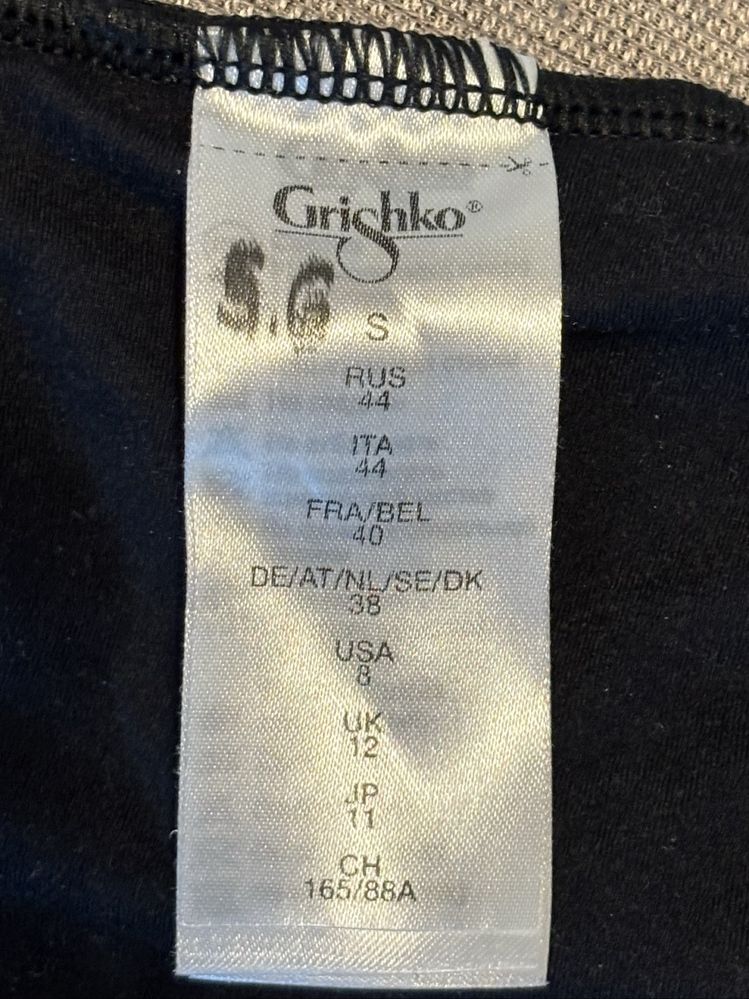 Grishko®
S.G
S
RUS
44
ITA
44
FRA/BEL
40
DE/AT/NL/SE/DK
38
USA
8
UK
12
JP
11
CH
165/88A